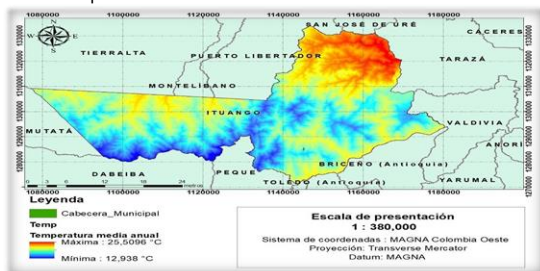 1080000 1100000 1120000 1140000 1160000 1180000
N
W E
S
SAN JOSÉ DE URÉ
CÁCERES
TIERRALTA
PUERTO LIBERTADOR
TARAZÁ
MONTELÍBANO
ITUANGO
VALDIVIA
MUTATÁ
ANORÍ
BRICEÑO (Antioquia)
DABEIBA
PEQUE
YARUMAL
TOLEDO (Antioquia)
1080000 1100000 1120000 1140000 1160000 1180000
Leyenda
Cabecera_Municipal
Temp
Temperatura media anual
Máxima : 25,5096 °C
Mínima : 12,938 °C
Escala de presentación
1 : 380,000
Sistema de coordenadas : MAGNA Colombia Oeste
Proyección: Transverse Mercator
Datum: MAGNA